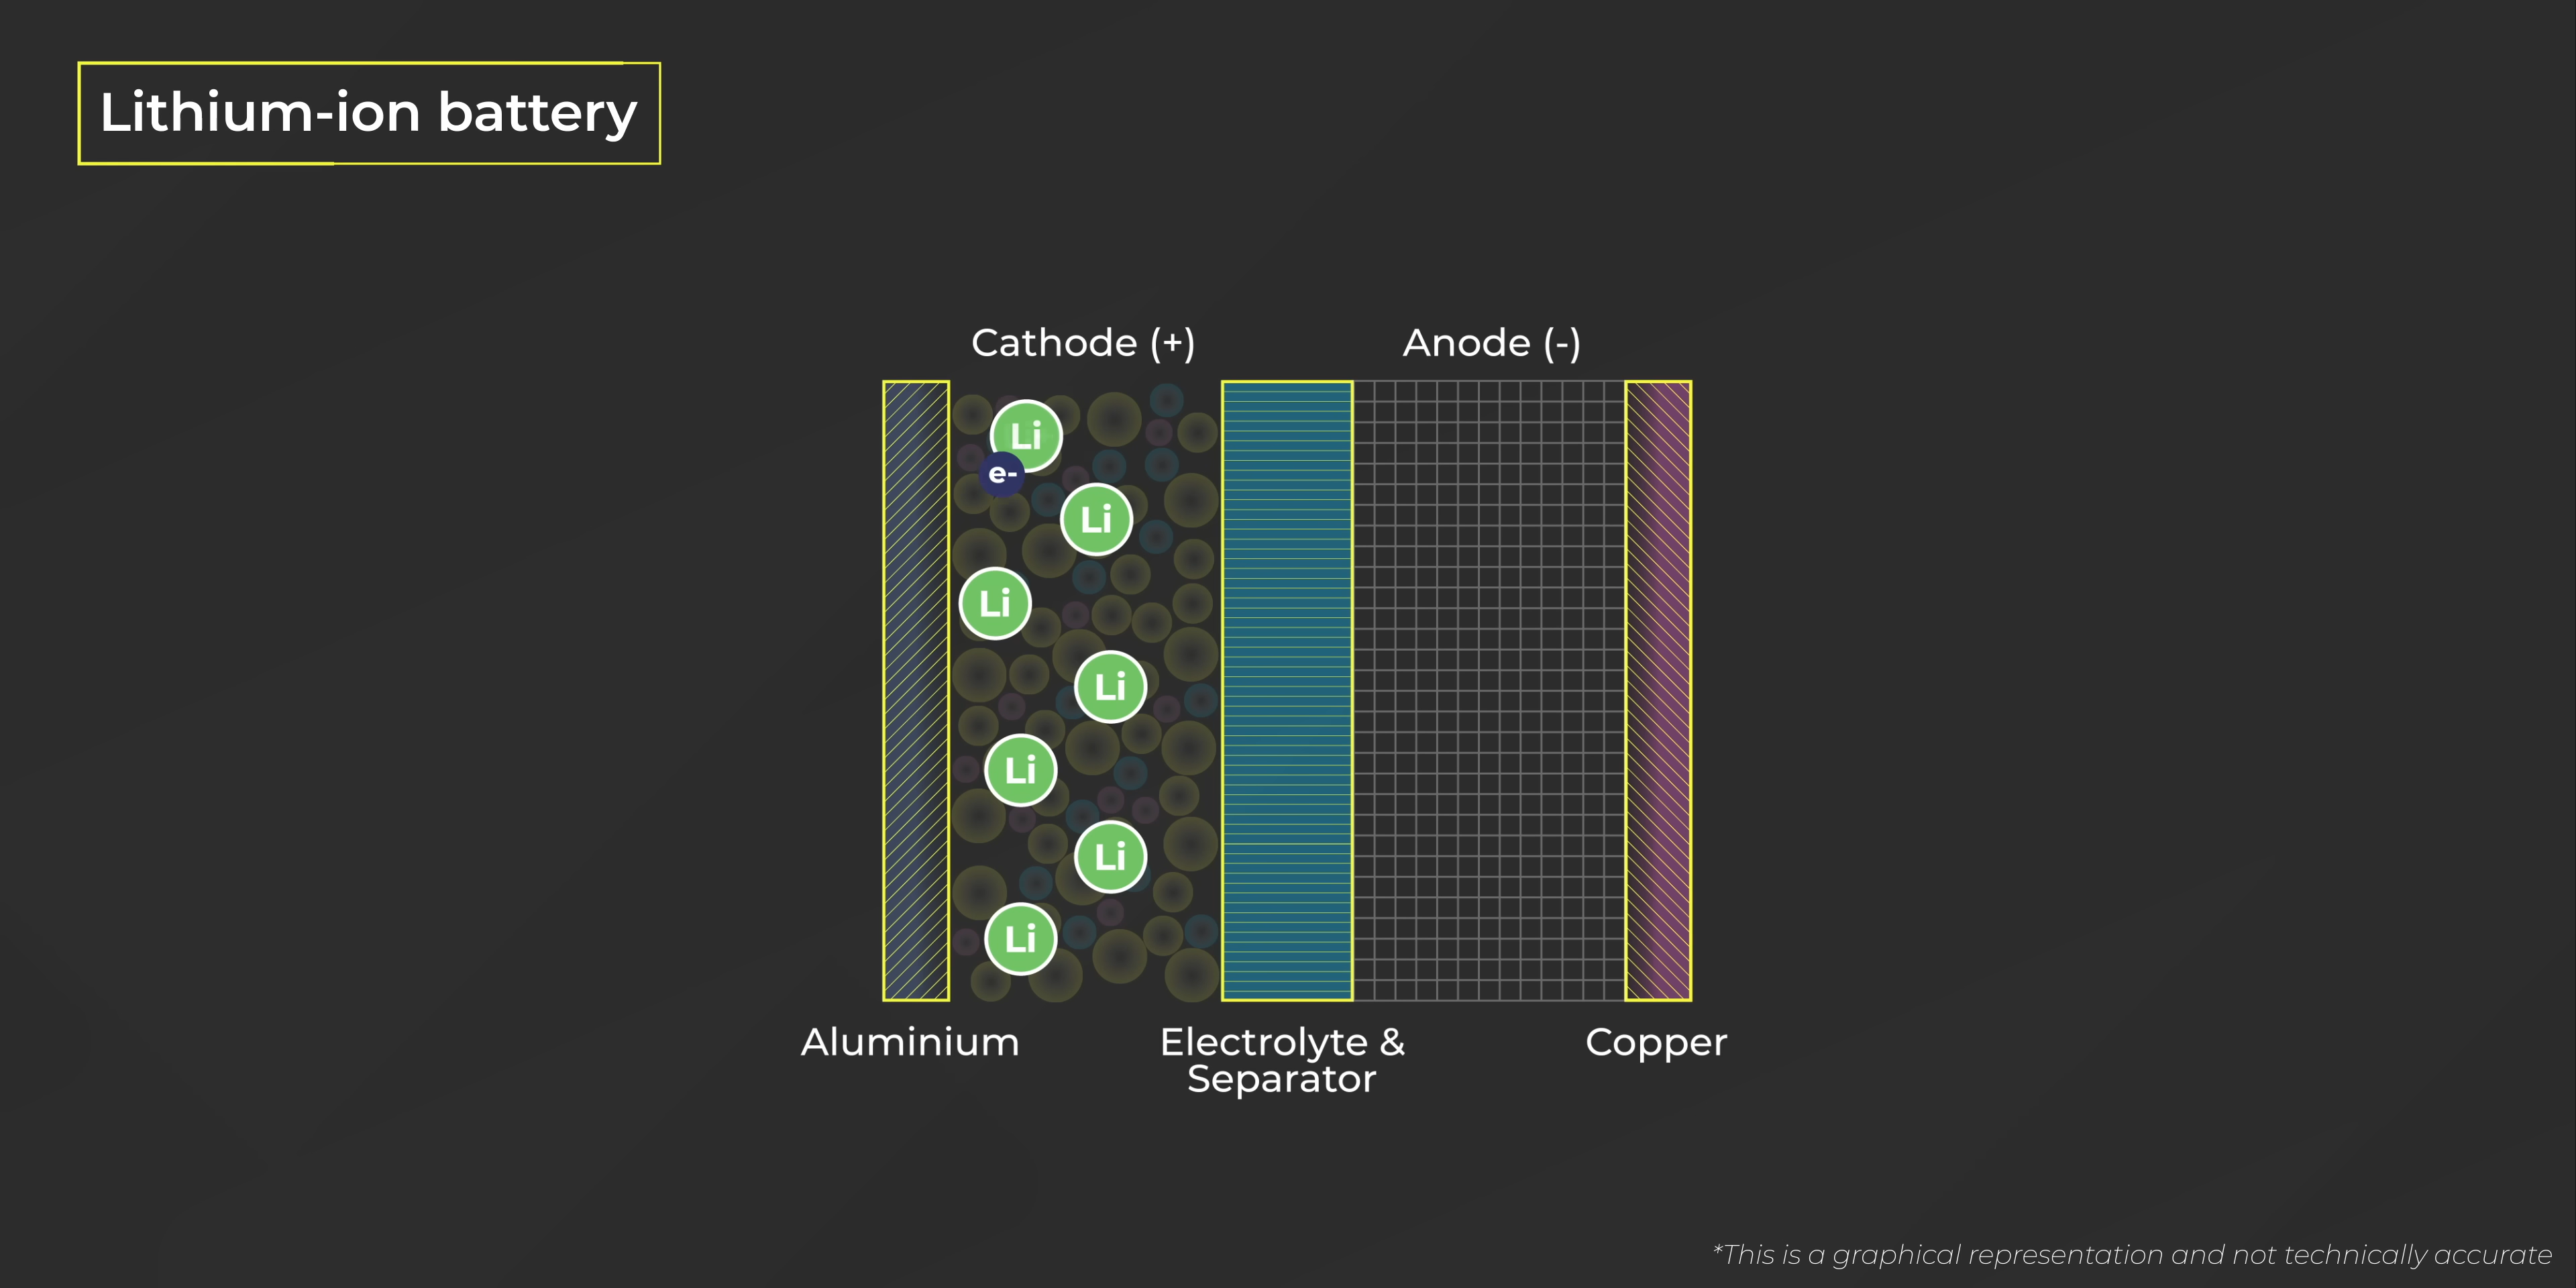 Lithium-ion battery
Cathode (+)
Anode (-)
Li
e-
Li
Li
Li
Li
Li
Li
Aluminium
Electrolyte &
Separator
Copper
*This is a graphical representation and not technically accurate